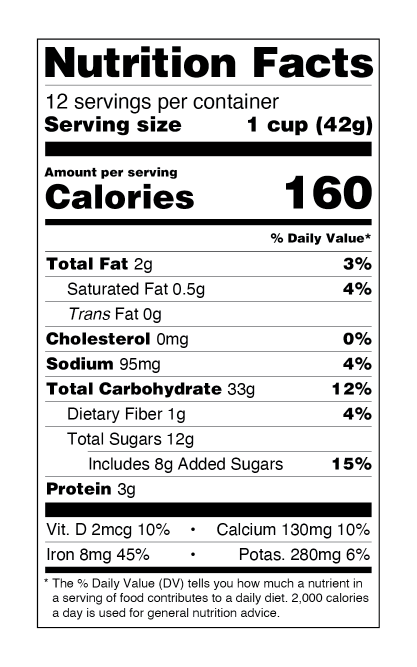 Nutrition Facts
12 servings per container
Serving size 1 cup (42g)
Amount per serving
Calories 160
% Daily Value*
Total Fat 2g 3%
Saturated Fat 0.5g 4%
Trans Fat 0g
Cholesterol 0mg 0%
Sodium 95mg 4%
Total Carbohydrate 33g 12%
Dietary Fiber 1g 4%
Total Sugars 12g
Includes 8g Added Sugars 15%
Protein 3g
Vit. D 2mcg 10% • Calcium 130mg 10%
Iron 8mg 45% • Potas. 280mg 6%
* The % Daily Value (DV) tells you how much a nutrient in
a serving of food contributes to a daily diet. 2,000 calories
a day is used for general nutrition advice.